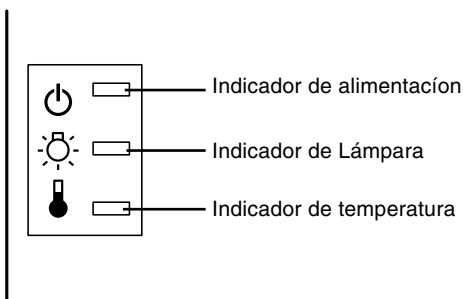 Indicador de alimentacíon
Indicador de Lámpara
Indicador de temperatura